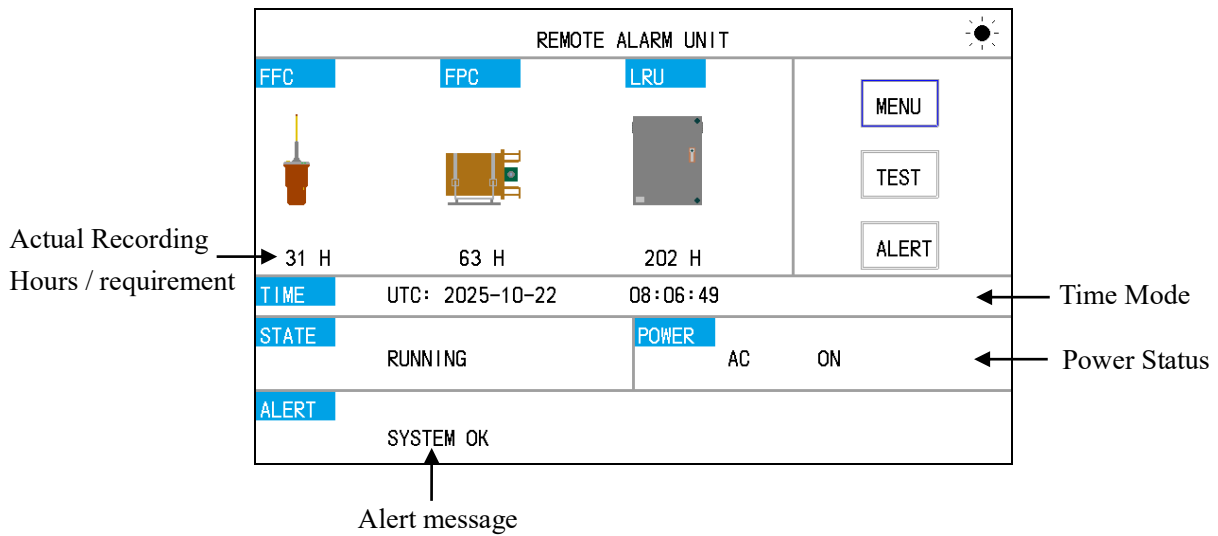 REMOTE ALARM UNIT
FFC FPC LRU
MENU
TEST
ALERT
Actual Recording
Hours / requirement
31 H 63 H 202 H
TIME UTC: 2025-10-22 08:06:49
Time Mode
STATE RUNNING
POWER AC ON
Power Status
ALERT
SYSTEM OK
Alert message